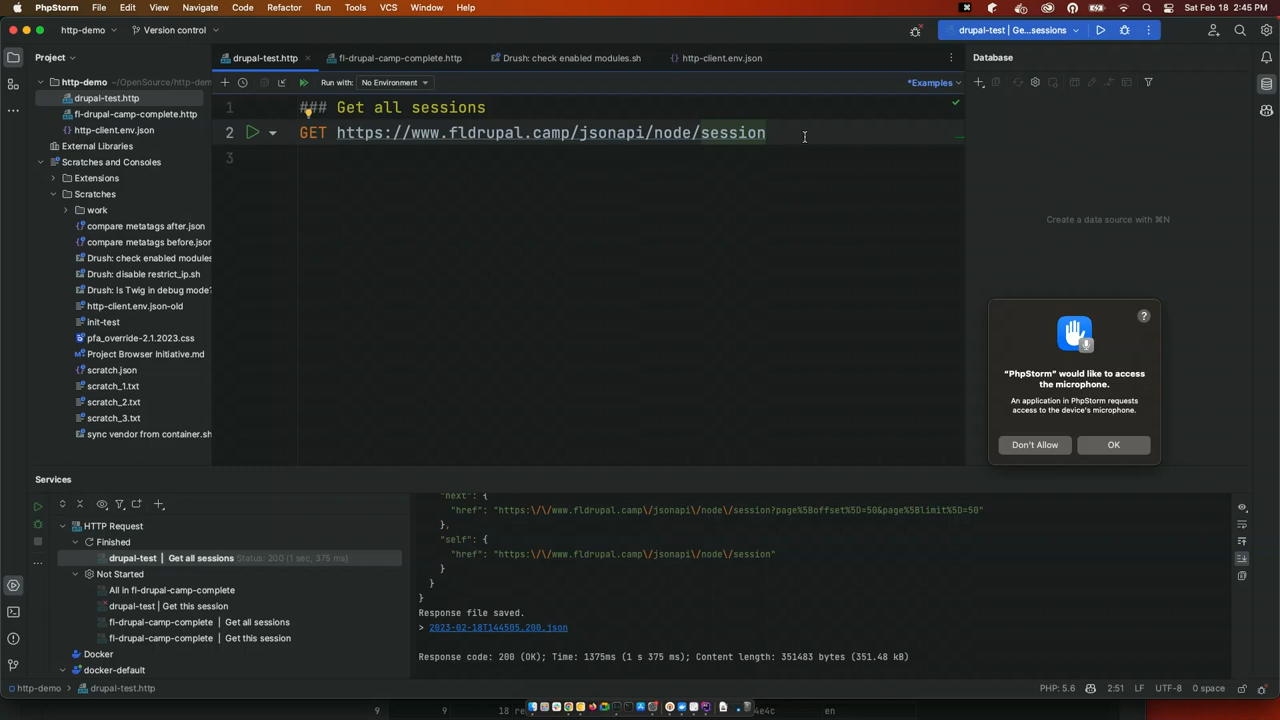 PhpStorm File Edit View Navigate Code Refactor Run Tools VCS Window Help Sat Feb 18 2:45 PM
http-demo Version control drupal-test | Ge...sessions
Project drupal-test.http fl-drupal-camp-complete.http Drush: check enabled modules.sh http-client.env.json Database
http-demo ~/OpenSource/http-dem
Run with: No Environment *Examples
drupal-test.http
fl-drupal-camp-complete.http
http-client.env.json
External Libraries
Scratches and Consoles
Extensions
Scratches
work
compare metatags after.json
compare metatags before.json
Drush: check enabled modules
Drush: disable restrict_ip.sh
Drush: Is Twig in debug mode?
http-client.env.json-old
init-test
pfa_override-2.1.2023.css
Project Browser Initiative.md
scratch.json
scratch_1.txt
scratch_2.txt
scratch_3.txt
sync vendor from container.sh
1 ### Get all sessions
2 GET https://www.fldrupal.camp/jsonapi/node/session
3
Create a data source with ⌘N
?
“PhpStorm” would like to access
the microphone.
An application in PhpStorm requests
access to the device's microphone.
Don't Allow OK
Services
HTTP Request
Finished
drupal-test | Get all sessions Status: 200 (1 sec, 375 ms)
Not Started
All in fl-drupal-camp-complete
drupal-test | Get this session
fl-drupal-camp-complete | Get all sessions
fl-drupal-camp-complete | Get this session
Docker
docker-default
"next": {
"href": "https:\/\/www.fldrupal.camp\/jsonapi\/node\/session?page%5Boffset%5D=50&page%5Blimit%5D=50"
},
"self": {
"href": "https:\/\/www.fldrupal.camp\/jsonapi\/node\/session"
}
}
}
Response file saved.
> 2023-02-18T144505.200.json
Response code: 200 (OK); Time: 1375ms (1 s 375 ms); Content length: 351483 bytes (351.48 kB)
http-demo > drupal-test.http PHP: 5.6 2:51 LF UTF-8 0 space